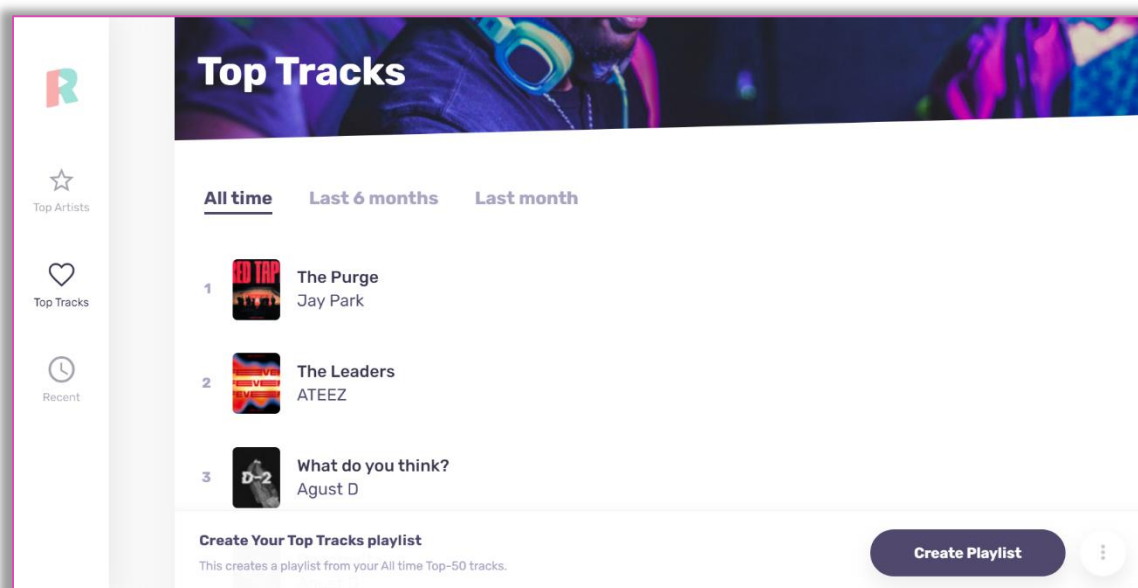 Top Tracks
Top Artists
Top Tracks
Recent
All time Last 6 months Last month
1
The Purge
Jay Park
2
The Leaders
ATEEZ
3
D-2
What do you think?
Agust D
Create Your Top Tracks playlist
This creates a playlist from your All time Top-50 tracks.
Create Playlist